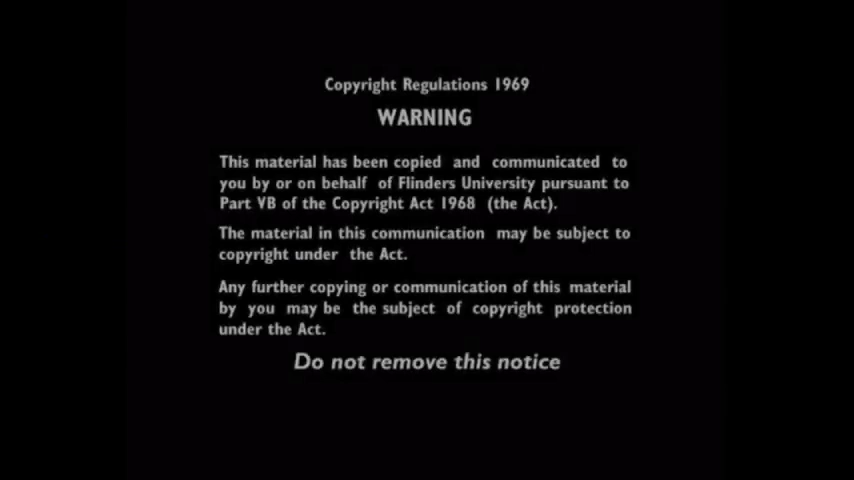 Copyright Regulations 1969
WARNING
This material has been copied and communicated to
you by or on behalf of Flinders University pursuant to
Part VB of the Copyright Act 1968 (the Act).
The material in this communication may be subject to
copyright under the Act.
Any further copying or communication of this material
by you may be the subject of copyright protection
under the Act.
Do not remove this notice